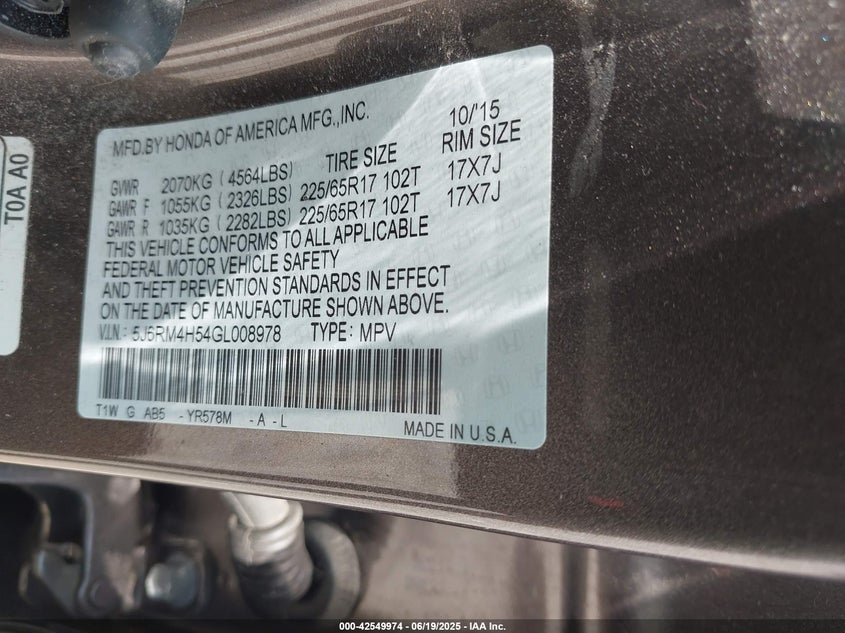 T0A A0
MFD.BY HONDA OF AMERICA MFG.,INC. 10/'15
TIRE SIZE RIM SIZE
GVWR 2070KG (4564LBS)
GAWR F 1055KG (2326LBS) 225/65R17 102T 17X7J
GAWR R 1035KG (2282LBS) 225/65R17 102T 17X7J
THIS VEHICLE CONFORMS TO ALL APPLICABLE
FEDERAL MOTOR VEHICLE SAFETY
AND THEFT PREVENTION STANDARDS IN EFFECT
ON THE DATE OF MANUFACTURE SHOWN ABOVE.
V.I.N.: 5J6RM4H54GL008978 TYPE: MPV
T1W G AB5 -YR578M -A-L
MADE IN U.S.A.
000-42549974 | 06/19/2025 - IAA Inc.